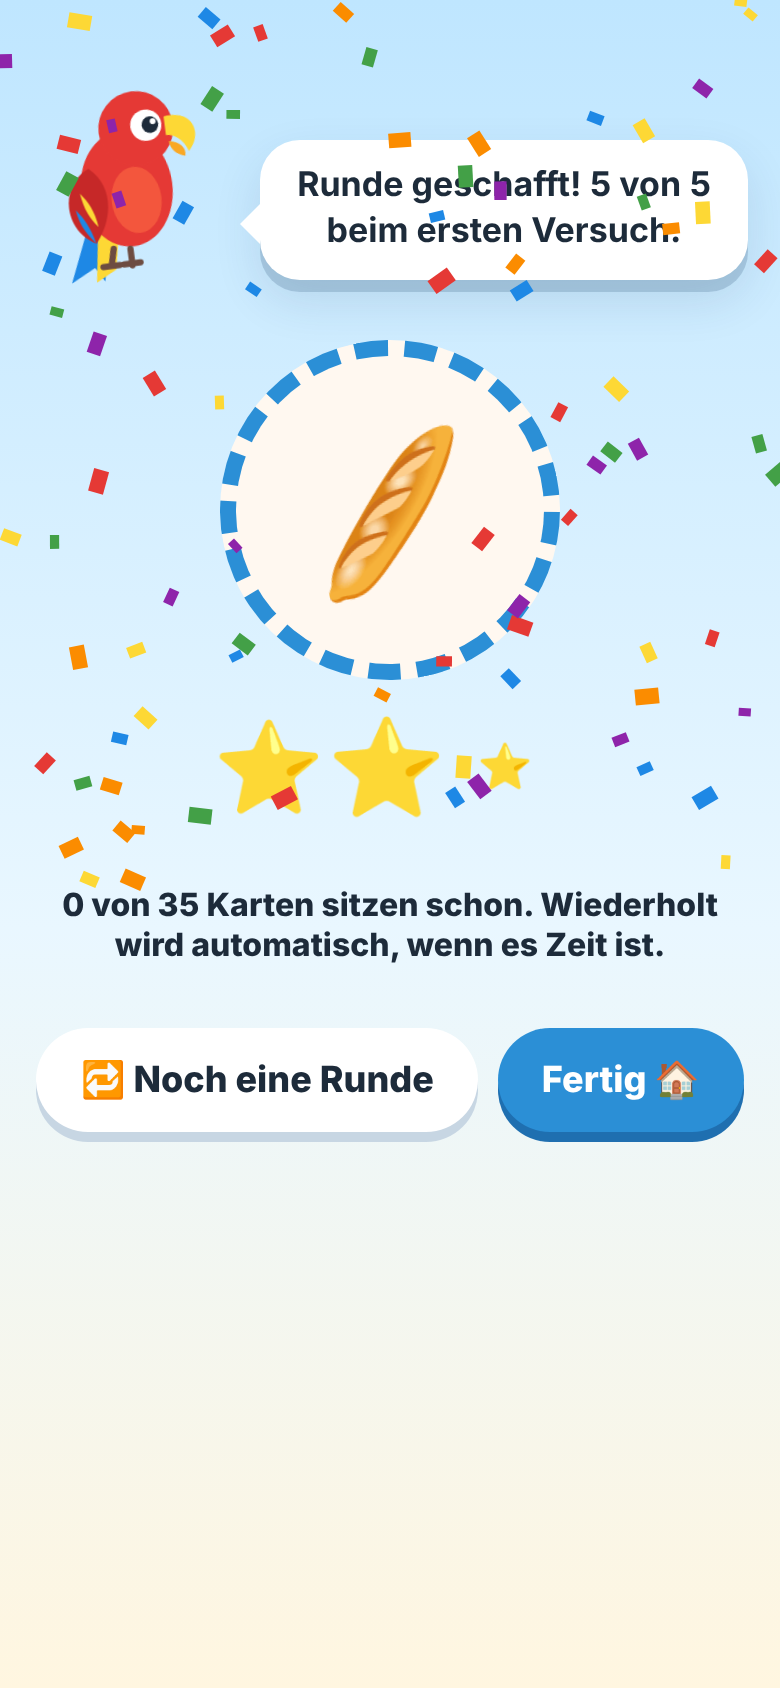 Runde geschafft! 5 von 5
beim ersten Versuch.
0 von 35 Karten sitzen schon. Wiederholt
wird automatisch, wenn es Zeit ist.
Noch eine Runde
Fertig